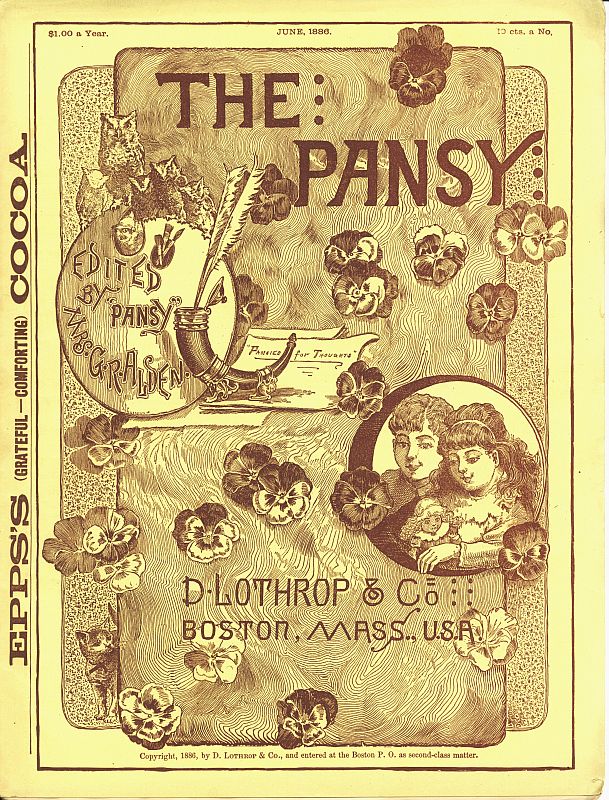 $1.00 a Year.
JUNE, 1886.
10 cts. a No.
THE
PANSY
EDITED
BY "PANSY"
MRS. G. R. ALDEN.
"PANSIES for THOUGHTS"
D. LOTHROP & CO
BOSTON, MASS., U.S.A.
Copyright, 1886, by D. LOTHROP & CO., and entered at the Boston P. O. as second-class matter.
EPPS'S (GRATEFUL—COMFORTING) COCOA